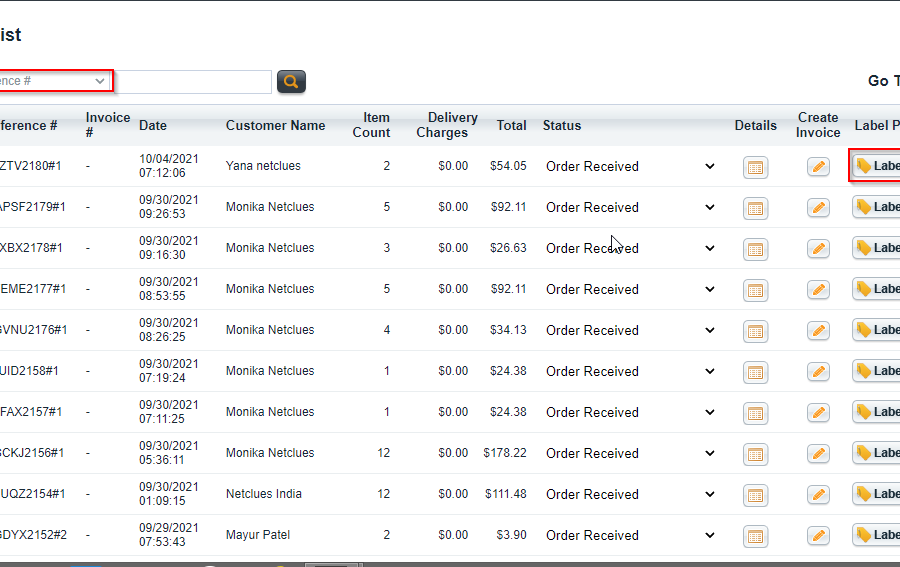 ist
ence #
Go T
ference # Invoice # Date Customer Name Item Count Delivery Charges Total Status Details Create Invoice Label P
ZTV2180#1 - 10/04/2021 07:12:06 Yana netclues 2 $0.00 $54.05 Order Received Labe
APSF2179#1 - 09/30/2021 09:26:53 Monika Netclues 5 $0.00 $92.11 Order Received Labe
XBX2178#1 - 09/30/2021 09:16:30 Monika Netclues 3 $0.00 $26.63 Order Received Labe
EME2177#1 - 09/30/2021 08:53:55 Monika Netclues 5 $0.00 $92.11 Order Received Labe
GVNU2176#1 - 09/30/2021 08:26:25 Monika Netclues 4 $0.00 $34.13 Order Received Labe
UID2158#1 - 09/30/2021 07:19:24 Monika Netclues 1 $0.00 $24.38 Order Received Labe
FAX2157#1 - 09/30/2021 07:11:25 Monika Netclues 1 $0.00 $24.38 Order Received Labe
CKJ2156#1 - 09/30/2021 05:36:11 Monika Netclues 12 $0.00 $178.22 Order Received Labe
UQZ2154#1 - 09/30/2021 01:09:15 Netclues India 12 $0.00 $111.48 Order Received Labe
GDYX2152#2 - 09/29/2021 07:53:43 Mayur Patel 2 $0.00 $3.90 Order Received Labe